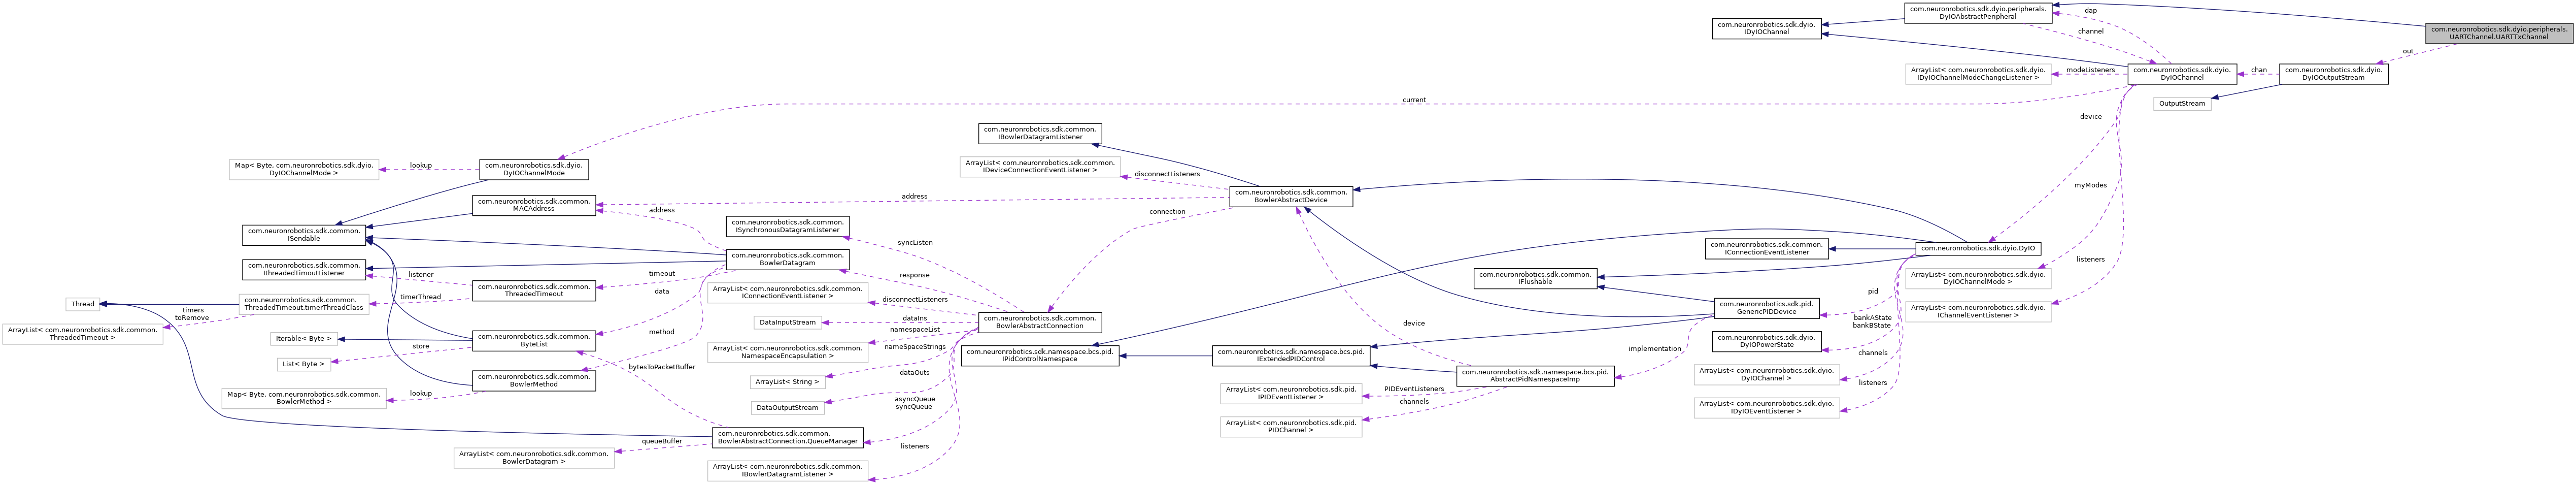 com.neuronrobotics.sdk.dyio.peripherals.
DyIOAbstractPeripheral
dap
com.neuronrobotics.sdk.dyio.
IDyIOChannel
channel
com.neuronrobotics.sdk.dyio.peripherals.
UARTChannel.UARTTxChannel
out
ArrayList< com.neuronrobotics.sdk.dyio.
IDyIOChannelModeChangeListener >
modeListeners
com.neuronrobotics.sdk.dyio.
DyIOChannel
chan
com.neuronrobotics.sdk.dyio.
DyIOOutputStream
current
OutputStream
device
com.neuronrobotics.sdk.common.
IBowlerDatagramListener
Map< Byte, com.neuronrobotics.sdk.dyio.
DyIOChannelMode >
lookup
com.neuronrobotics.sdk.dyio.
DyIOChannelMode
ArrayList< com.neuronrobotics.sdk.common.
IDeviceConnectionEventListener >
disconnectListeners
myModes
com.neuronrobotics.sdk.common.
MACAddress
address
address
com.neuronrobotics.sdk.common.
BowlerAbstractDevice
connection
com.neuronrobotics.sdk.common.
ISendable
com.neuronrobotics.sdk.common.
ISynchronousDatagramListener
syncListen
com.neuronrobotics.sdk.common.
IConnectionEventListener
com.neuronrobotics.sdk.dyio.DyIO
listeners
com.neuronrobotics.sdk.common.
IthreadedTimeoutListener
listener
com.neuronrobotics.sdk.common.
BowlerDatagram
timeout
response
com.neuronrobotics.sdk.common.
IFlushable
ArrayList< com.neuronrobotics.sdk.dyio.
DyIOChannelMode >
com.neuronrobotics.sdk.common.
ThreadedTimeout
data
ArrayList< com.neuronrobotics.sdk.common.
IConnectionEventListener >
disconnectListeners
pid
Thread
com.neuronrobotics.sdk.common.
ThreadedTimeout.timerThreadClass
timerThread
com.neuronrobotics.sdk.pid.
GenericPIDDevice
ArrayList< com.neuronrobotics.sdk.dyio.
IChannelEventListener >
timers
toRemove
DataInputStream
dataIns
com.neuronrobotics.sdk.common.
BowlerAbstractConnection
device
bankAState
bankBState
ArrayList< com.neuronrobotics.sdk.common.
ThreadedTimeout >
Iterable< Byte >
com.neuronrobotics.sdk.common.
ByteList
method
namespaceList
com.neuronrobotics.sdk.dyio.
DyIOPowerState
store
List< Byte >
ArrayList< com.neuronrobotics.sdk.common.
NamespaceEncapsulation >
nameSpaceStrings
com.neuronrobotics.sdk.namespace.bcs.pid.
IPidControlNamespace
com.neuronrobotics.sdk.namespace.bcs.pid.
IExtendedPIDControl
implementation
channels
bytesToPacketBuffer
dataOuts
com.neuronrobotics.sdk.namespace.bcs.pid.
AbstractPidNamespaceImp
ArrayList< com.neuronrobotics.sdk.dyio.
DyIOChannel >
com.neuronrobotics.sdk.common.
BowlerMethod
ArrayList< String >
listeners
Map< Byte, com.neuronrobotics.sdk.common.
BowlerMethod >
lookup
ArrayList< com.neuronrobotics.sdk.pid.
IPIDEventListener >
PIDEventListeners
channels
DataOutputStream
asyncQueue
syncQueue
ArrayList< com.neuronrobotics.sdk.dyio.
IDyIOEventListener >
ArrayList< com.neuronrobotics.sdk.pid.
PIDChannel >
com.neuronrobotics.sdk.common.
BowlerAbstractConnection.QueueManager
queueBuffer
listeners
ArrayList< com.neuronrobotics.sdk.common.
BowlerDatagram >
ArrayList< com.neuronrobotics.sdk.common.
IBowlerDatagramListener >